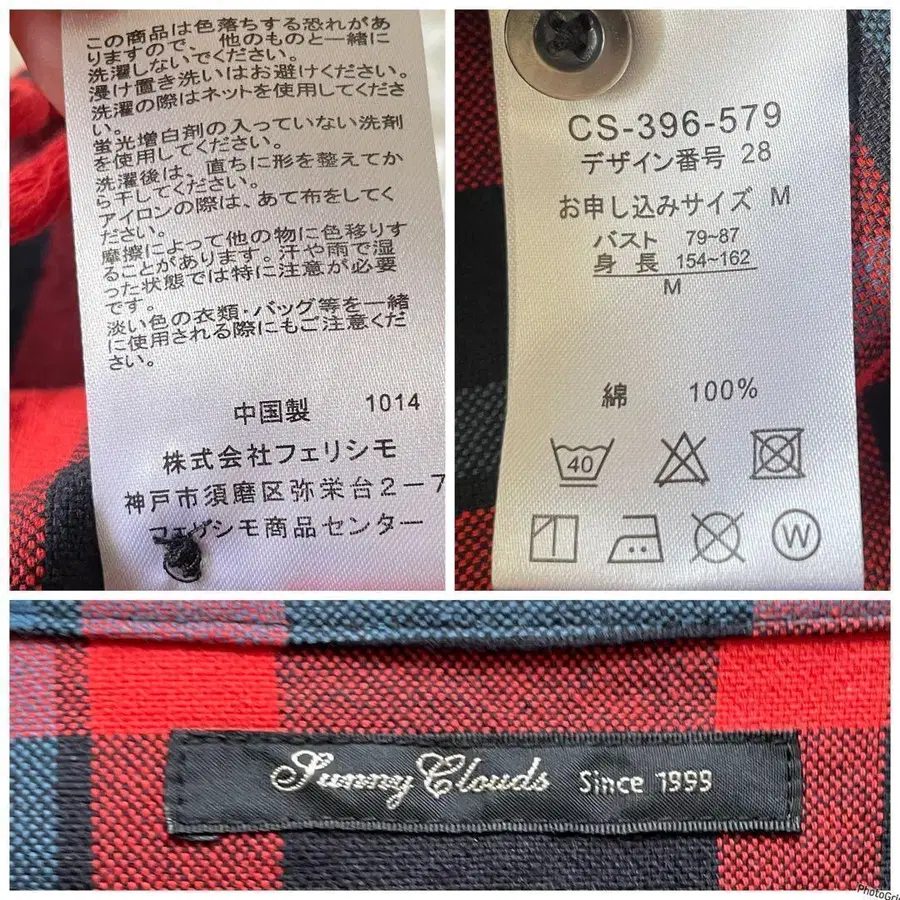 この商品は色落ちする恐れがあ
りますので、他のものと一緒に
洗濯しないでください。
浸け置き洗いはお避けください。
洗濯の際はネットを使用してくださ
い。
蛍光増白剤の入っていない洗剤
を使用してください。
洗濯後は、直ちに形を整えてか
ら干してください。
アイロンの際は、あて布をしてく
ださい。
摩擦によって他の物に色移りす
ることがあります。汗や雨で湿
った状態では特に注意が必要
です。
淡い色の衣類・バッグ等を一緒
に使用される際にもご注意くだ
さい。
中国製 1014
株式会社フェリシモ
神戸市須磨区弥栄台2-7
フェリシモ商品センター
CS-396-579
デザイン番号 28
お申し込みサイズ M
バスト 79~87
身長 154~162
M
綿 100%
40
W
Sunny Clouds Since 1999
PhotoGri